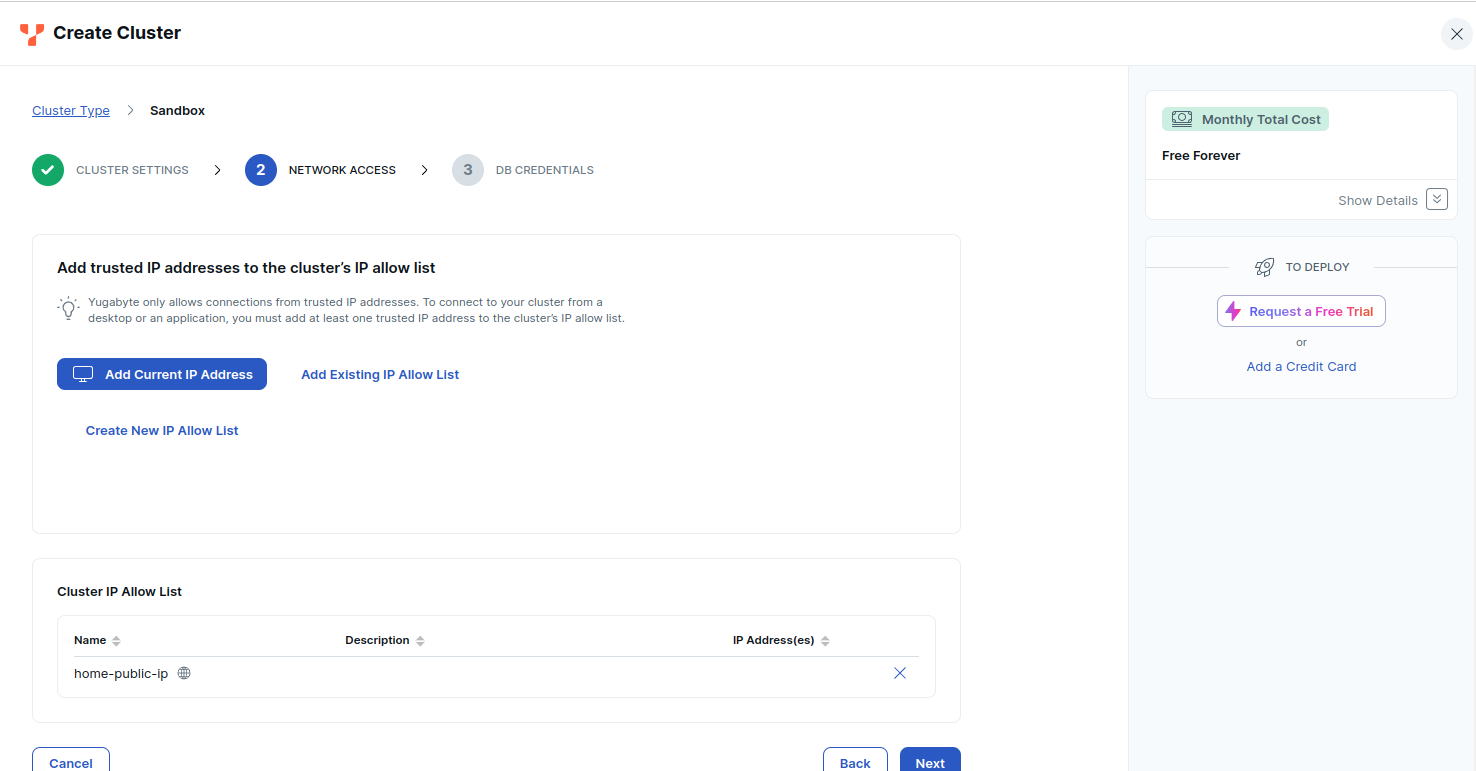 Create Cluster
Cluster Type > Sandbox
CLUSTER SETTINGS > 2 NETWORK ACCESS > 3 DB CREDENTIALS
Add trusted IP addresses to the cluster’s IP allow list
Yugabyte only allows connections from trusted IP addresses. To connect to your cluster from a
desktop or an application, you must add at least one trusted IP address to the cluster’s IP allow list.
Add Current IP Address
Add Existing IP Allow List
Create New IP Allow List
Cluster IP Allow List
Name Description IP Address(es)
home-public-ip
Cancel
Back
Next
Monthly Total Cost
Free Forever
Show Details
TO DEPLOY
Request a Free Trial
or
Add a Credit Card